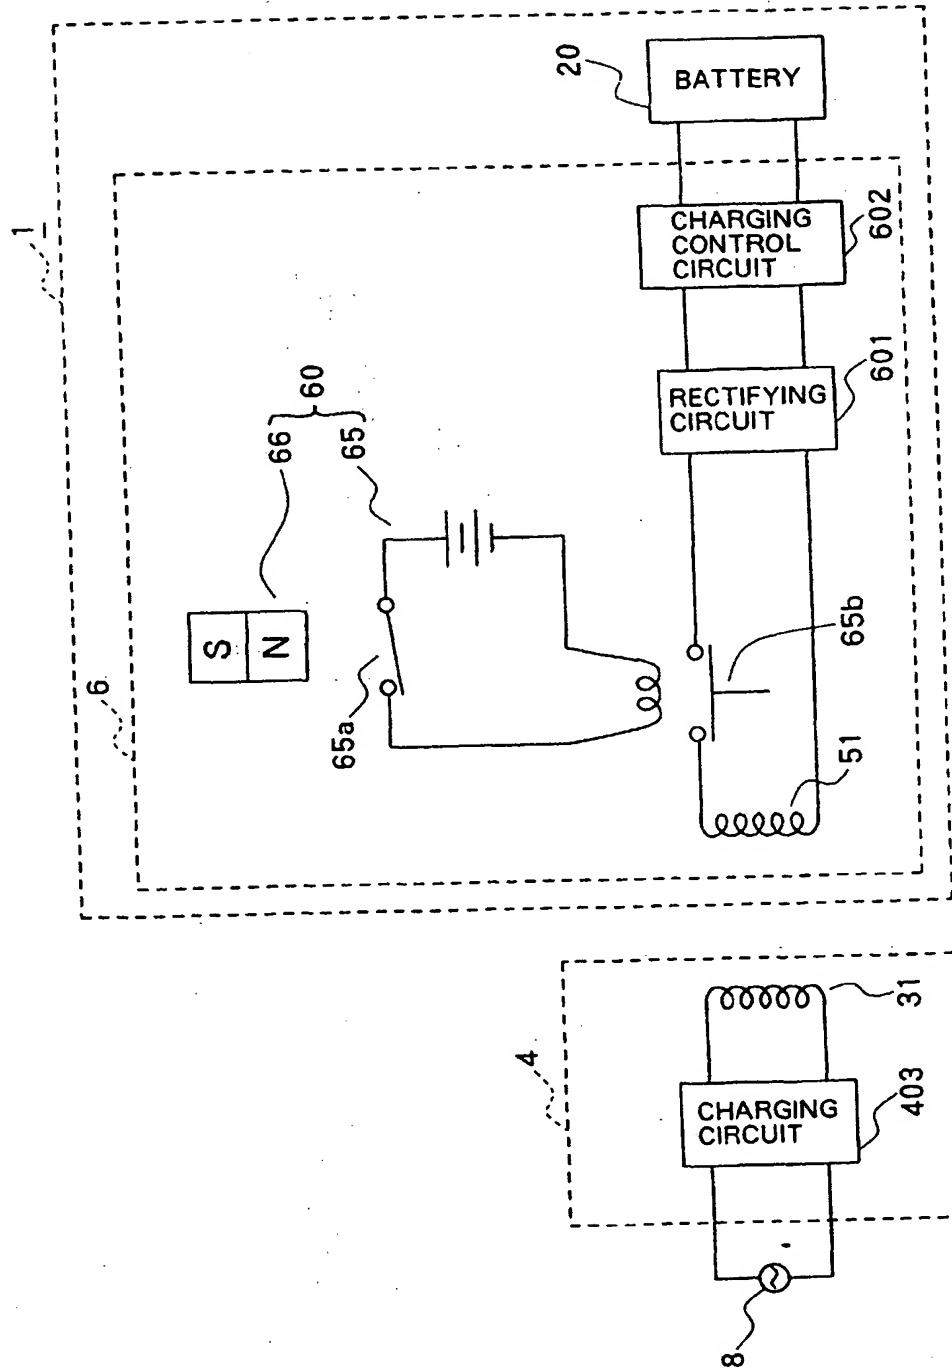 1
6
S
N
66
65
60
65a
20
BATTERY
CHARGING
CONTROL
CIRCUIT
602
RECTIFYING
CIRCUIT
601
65b
51
4
31
CHARGING
CIRCUIT
403
8